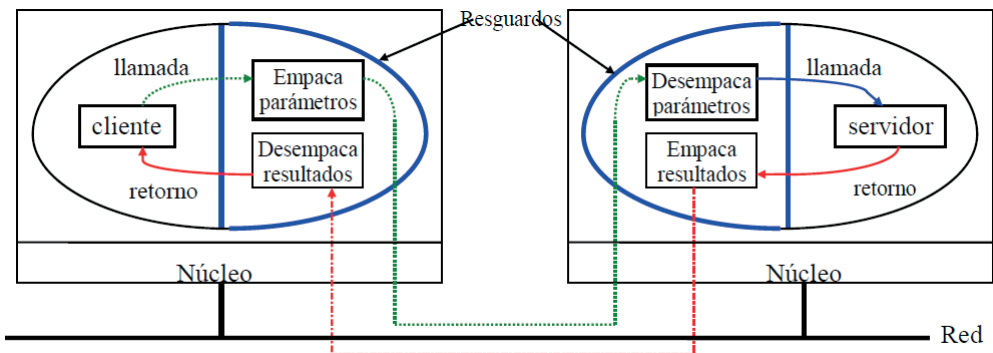 Resguardos
llamada
Empaca
parámetros
cliente
Desempaca
resultados
retorno
Núcleo
Desempaca
parámetros
llamada
servidor
Empaca
resultados
retorno
Núcleo
Red